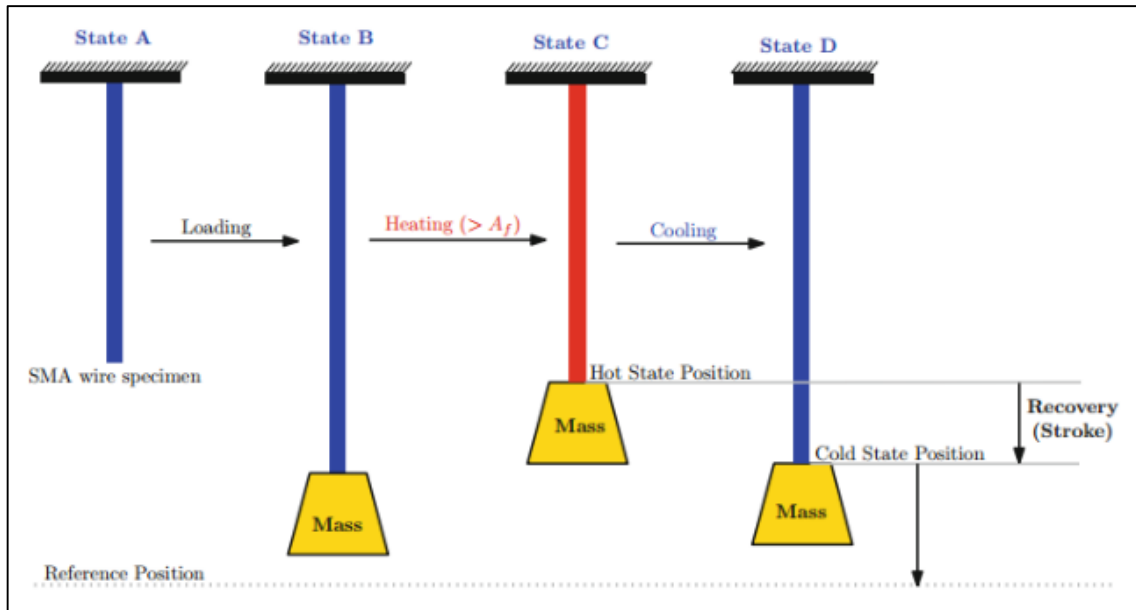 State A
State B
State C
State D
Loading
Heating (> A_f)
Cooling
SMA wire specimen
Hot State Position
Mass
Recovery
(Stroke)
Cold State Position
Mass
Mass
Reference Position